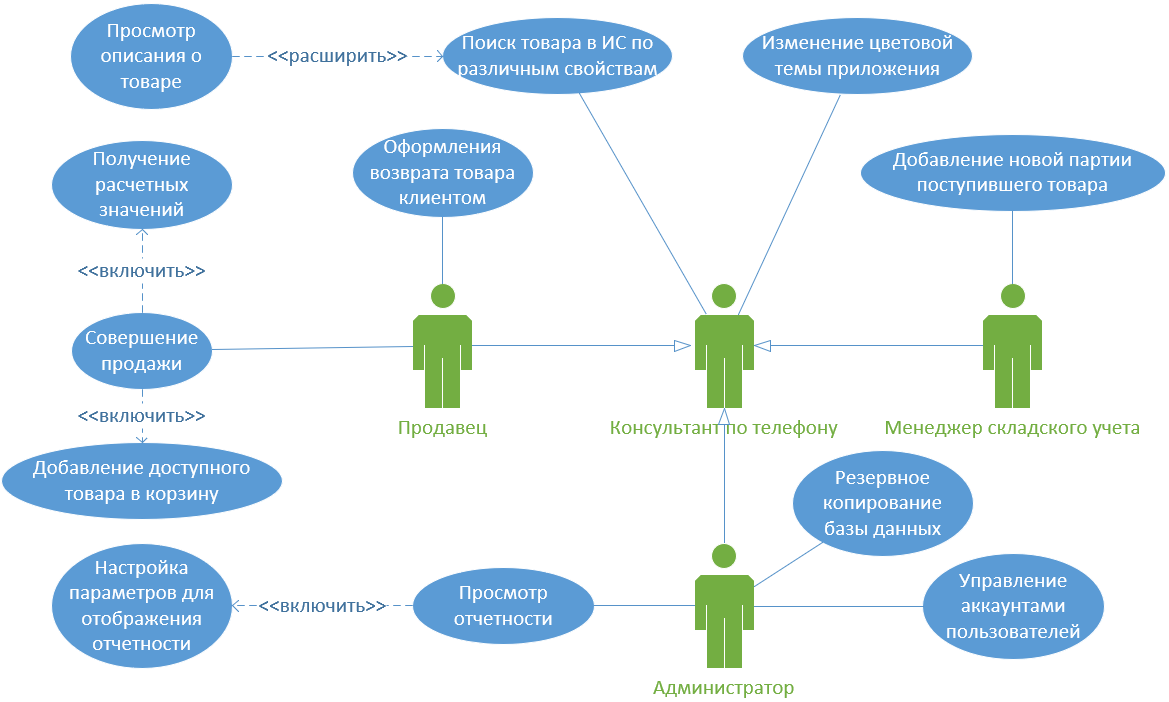 Просмотр
описания о
товаре
<<расширить>>
Поиск товара в ИС по
различным свойствам
Изменение цветовой
темы приложения
Получение
расчетных
значений
Оформления
возврата товара
клиентом
Добавление новой партии
поступившего товара
<<включить>>
Совершение
продажи
<<включить>>
Продавец
Консультант по телефону
Менеджер складского учета
Добавление доступного
товара в корзину
Резервное
копирование
базы данных
Настройка
параметров для
отображения
отчетности
<<включить>>
Просмотр
отчетности
Управление
аккаунтами
пользователей
Администратор